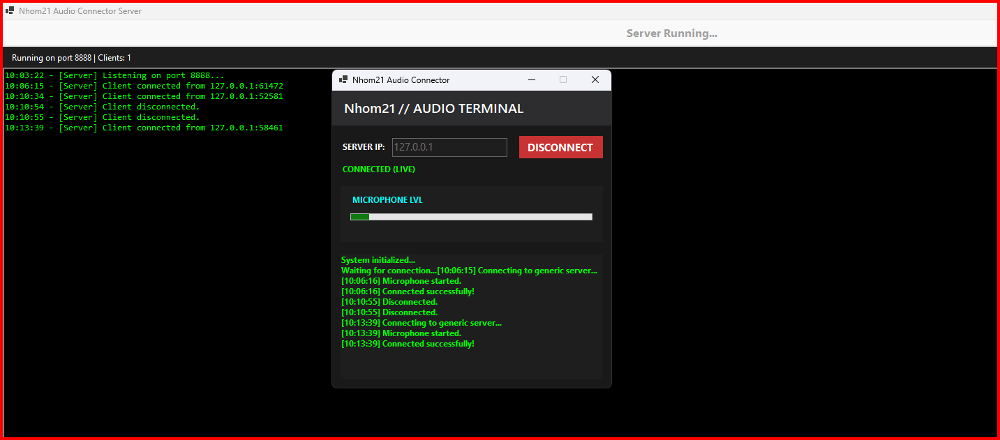 Nhom21 Audio Connector Server
Server Running...
Running on port 8888 | Clients: 1
10:03:22 - [Server] Listening on port 8888...
10:06:15 - [Server] Client connected from 127.0.0.1:61472
10:10:34 - [Server] Client connected from 127.0.0.1:52581
10:10:54 - [Server] Client disconnected.
10:10:55 - [Server] Client disconnected.
10:13:39 - [Server] Client connected from 127.0.0.1:58461
Nhom21 Audio Connector
Nhom21 // AUDIO TERMINAL
SERVER IP: 127.0.0.1 DISCONNECT
CONNECTED (LIVE)
MICROPHONE LVL
System initialized...
Waiting for connection...[10:06:15] Connecting to generic server...
[10:06:16] Microphone started.
[10:06:16] Connected successfully!
[10:10:55] Disconnected.
[10:10:55] Disconnected.
[10:13:39] Connecting to generic server...
[10:13:39] Microphone started.
[10:13:39] Connected successfully!